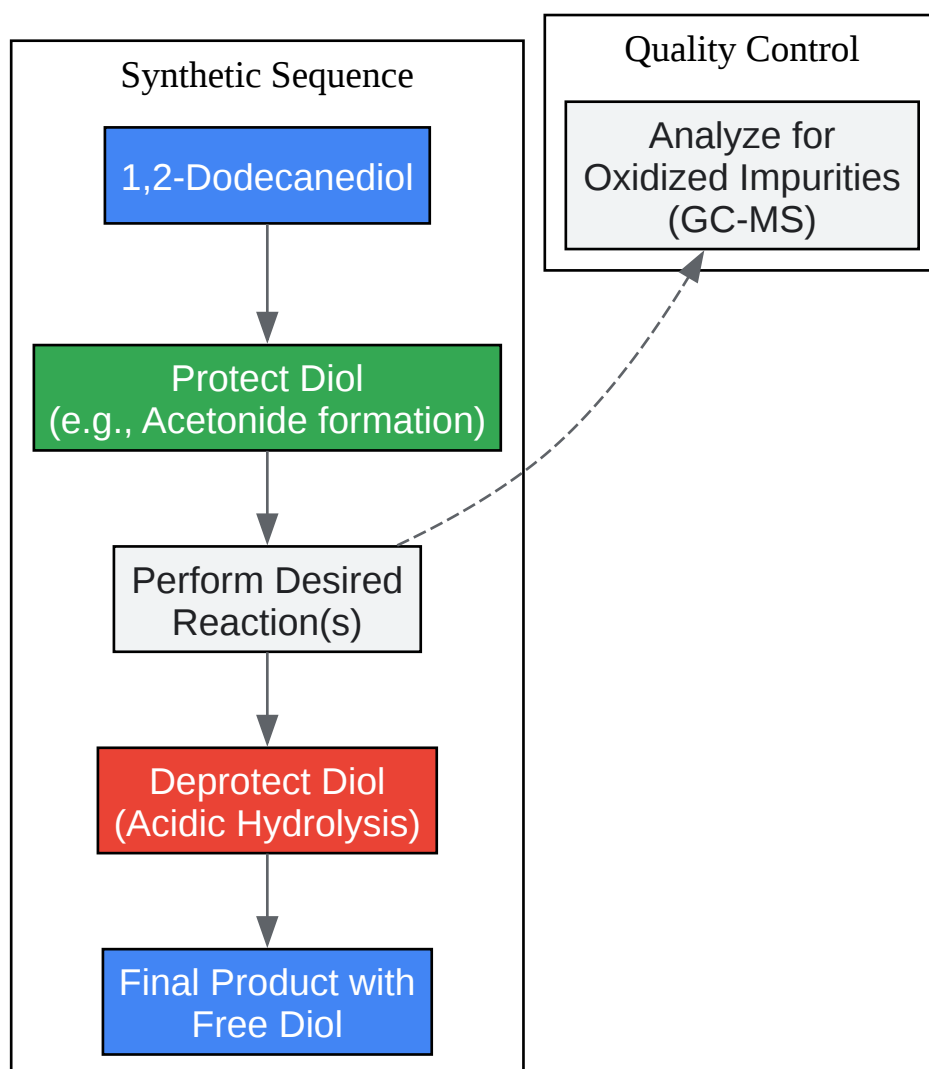 Synthetic Sequence
1,2-Dodecanediol
Protect Diol
(e.g., Acetonide formation)
Perform Desired
Reaction(s)
Deprotect Diol
(Acidic Hydrolysis)
Final Product with
Free Diol
Quality Control
Analyze for
Oxidized Impurities
(GC-MS)